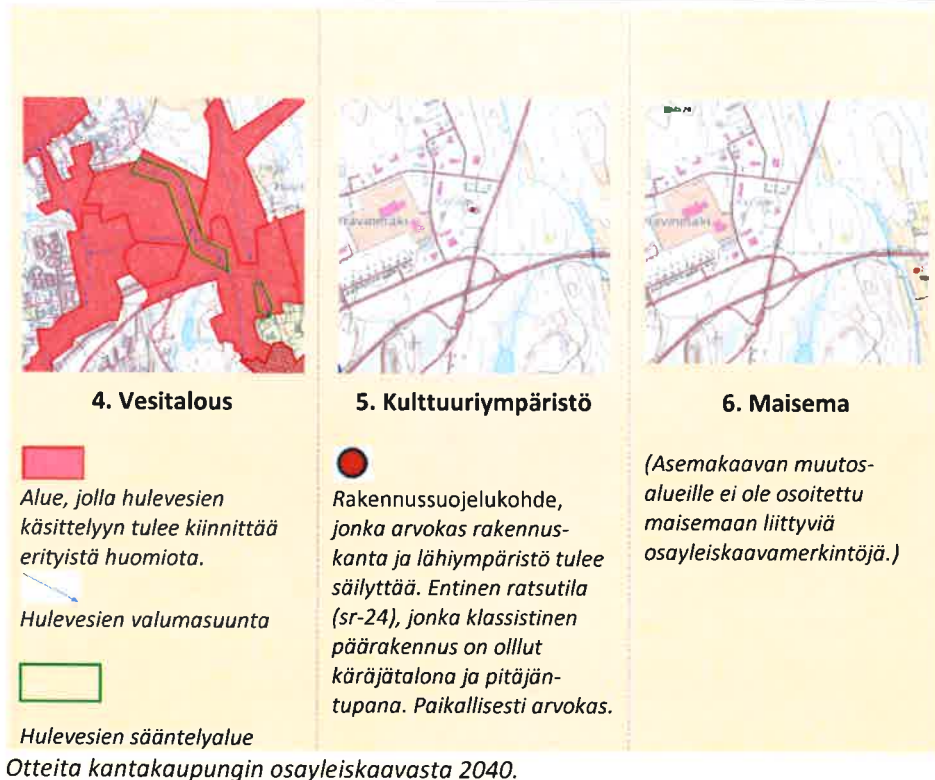 4. Vesitalous
Alue, jolla hulevesien
käsittelyyn tulee kiinnittää
erityistä huomiota.
Hulevesien valumasuunta
Hulevesien sääntelyalue
5. Kulttuuriympäristö
Rakennussuojelukohde,
jonka arvokas rakennus-
kanta ja lähiympäristö tulee
säilyttää. Entinen ratsutila
(sr-24), jonka klassistinen
päärakennus on olllut
käräjätalona ja pitäjän-
tupana. Paikallisesti arvokas.
6. Maisema
(Asemakaavan muutos-
alueille ei ole osoitettu
maisemaan liittyviä
osayleiskaavamerkintöjä.)
Otteita kantakaupungin osayleiskaavasta 2040.